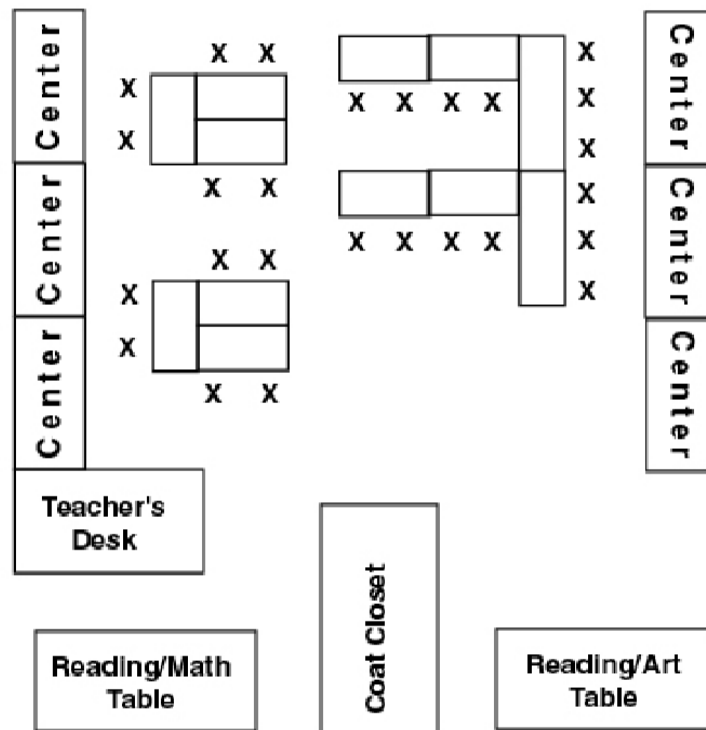 Center
X X
X
X
X X
Center
X X
X
X
X X
Center
X X X X
X
X
X
X X X X
X
X
X
Center
Center
Center
Teacher's
Desk
Reading/Math
Table
Coat Closet
Reading/Art
Table